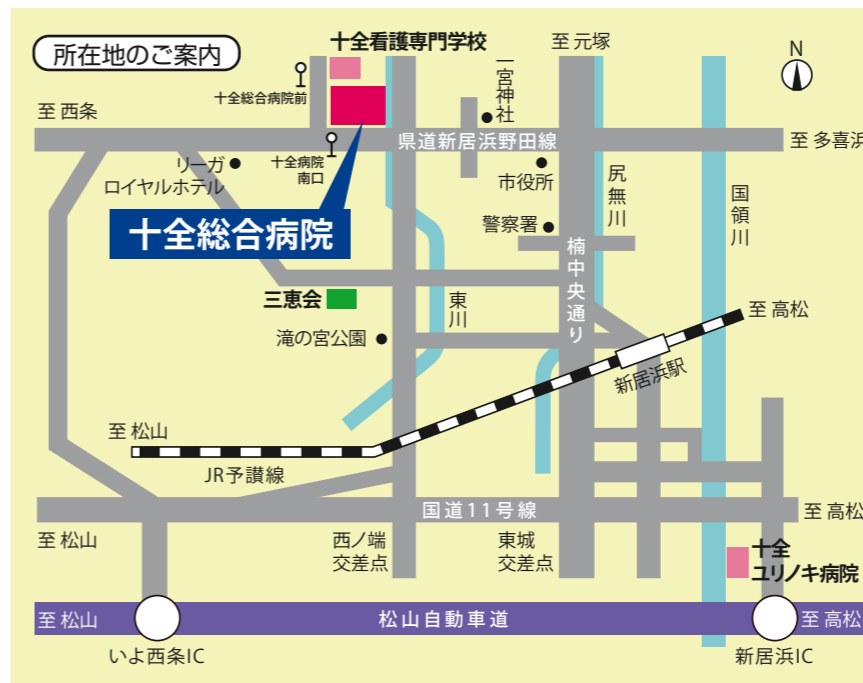 所在地のご案内
十全看護専門学校
至 元塚
N
十全総合病院前
一宮神社
至 西条
県道新居浜野田線
至 多喜浜
リーガ
ロイヤルホテル
十全病院
南口
市役所
尻無川
国領川
十全総合病院
警察署
楠中央通り
三恵会
東川
至 高松
滝の宮公園
新居浜駅
至 松山
JR予讃線
国道11号線
至 松山
至 高松
西ノ端
交差点
東城
交差点
十全
ユリノキ病院
至 松山
松山自動車道
至 高松
いよ西条IC
新居浜IC